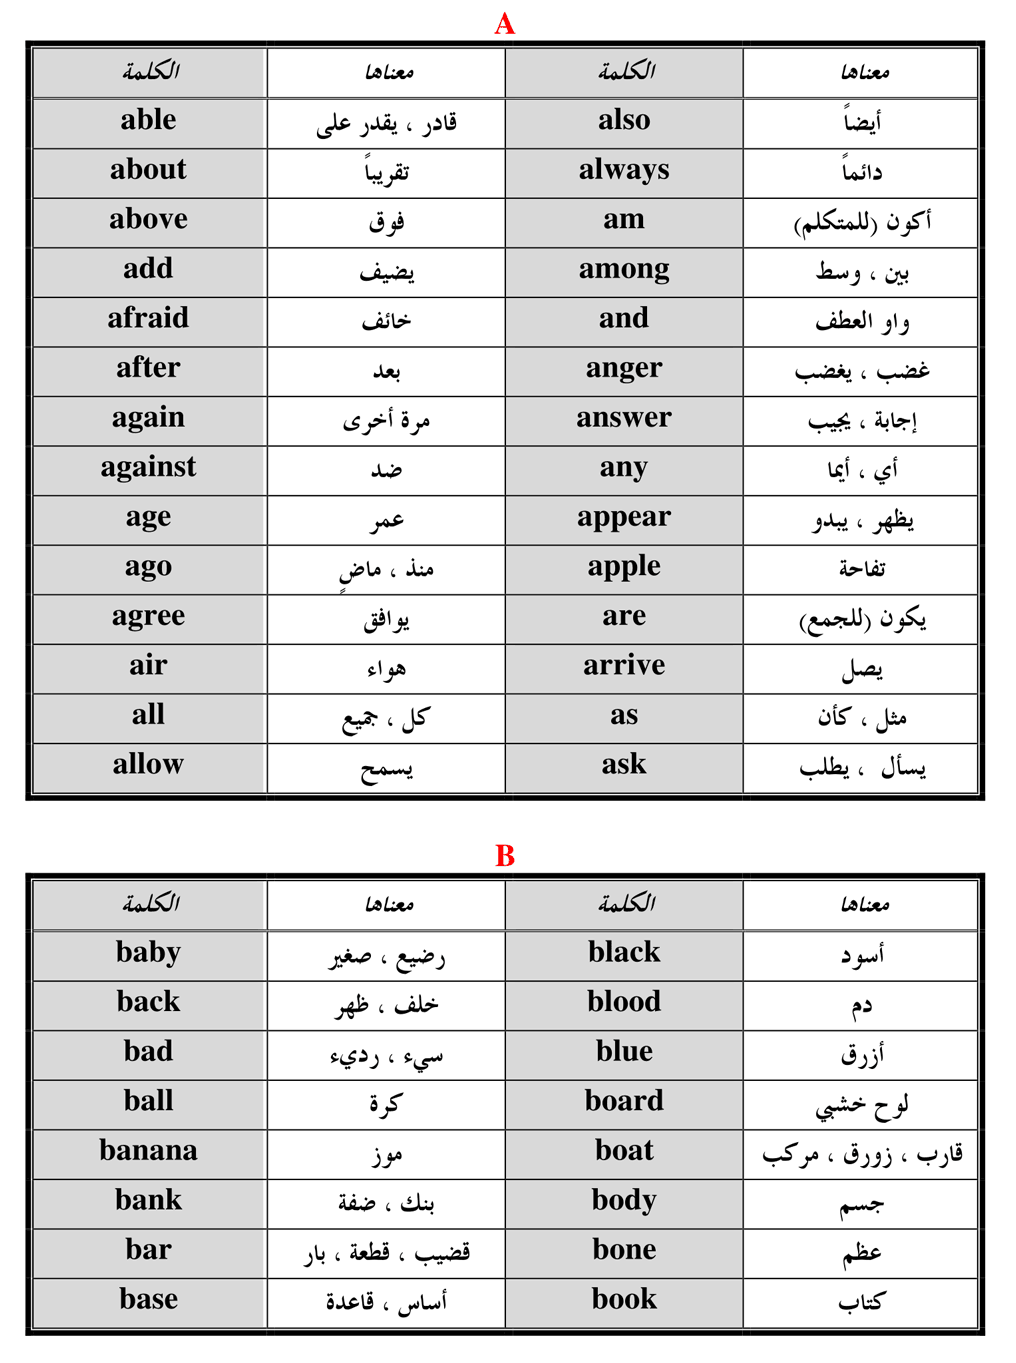 A
الكلمة معناها الكلمة معناها
able قادر ، يقدر على also أيضاً
about تقريباً always دائماً
above فوق am أكون (للمتكلم)
add يضيف among بين ، وسط
afraid خائف and واو العطف
after بعد anger غضب ، يغضب
again مرة أخرى answer إجابة ، يجيب
against ضد any أي ، أيما
age عمر appear يظهر ، يبدو
ago منذ ، ماضٍ apple تفاحة
agree يوافق are يكون (للجمع)
air هواء arrive يصل
all كل ، جميع as مثل ، كأن
allow يسمح ask يسأل ، يطلب
B
الكلمة معناها الكلمة معناها
baby رضيع ، صغير black أسود
back خلف ، ظهر blood دم
bad سيء ، رديء blue أزرق
ball كرة board لوح خشبي
banana موز boat قارب ، زورق ، مركب
bank بنك ، ضفة body جسم
bar قضيب ، قطعة ، بار bone عظم
base أساس ، قاعدة book كتاب